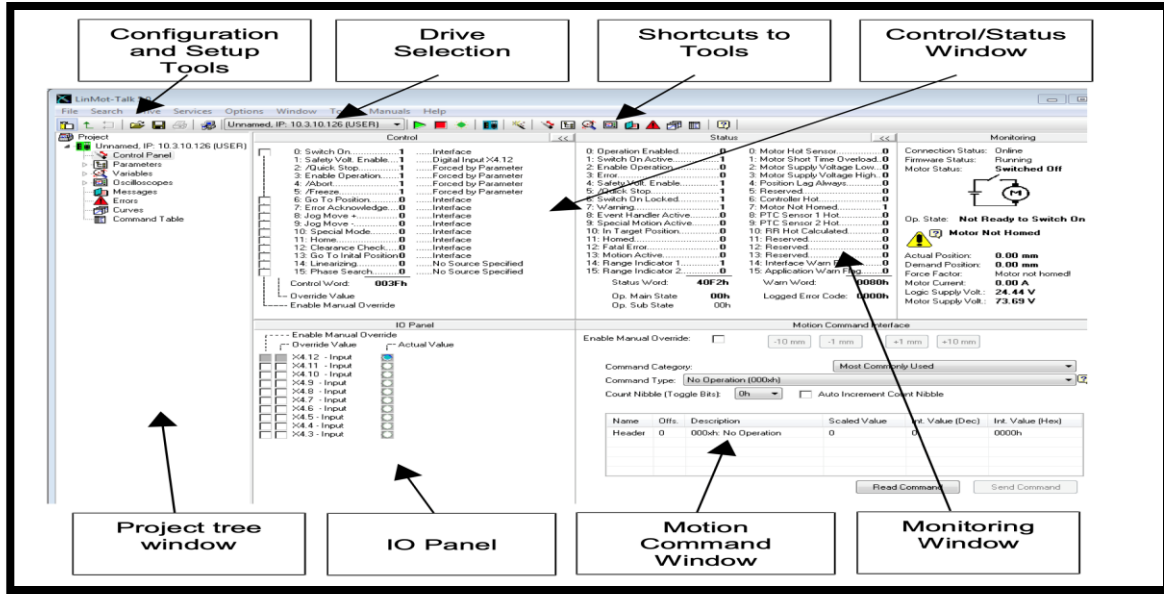 Configuration and Setup Tools
Drive Selection
Shortcuts to Tools
Control/Status Window
LinMot-Talk
File Search Services Options Window Manuals Help
Unnamed, IP: 10.3.10.126 (USER)
Project
Unnamed, IP: 10.3.10.126 (USER)
Control Panel
Parameters
Variables
Oscilloscopes
Messages
Errors
Curves
Command Table
Control <<
0: Switch On..............1 ....Interface
1: Safety Volt. Enable....1 ....Digital Input X4.12
2: /Quick Stop............1 ....Forced by Parameter
3: Enable Operation.......1 ....Forced by Parameter
4: /Abort.................1 ....Forced by Parameter
5: /Freeze................1 ....Forced by Parameter
6: Go To Position.........0 ....Interface
7: Error Acknowledge......0 ....Interface
8: Jog Move +.............0 ....Interface
9: Jog Move -.............0 ....Interface
10: Special Mode..........0 ....Interface
11: Home..................0 ....Interface
12: Clearance Check.......0 ....Interface
13: Go To Inital Position 0 ....Interface
14: Linearizing...........0 ....No Source Specified
15: Phase Search..........0 ....No Source Specified
Control Word: 003Fh
Override Value
Enable Manual Override
Status <<
0: Operation Enabled......0
1: Switch On Active.......1
2: Enable Operation.......0
3: Error..................0
4: Safety Volt. Enable....1
5: /Quick Stop............1
6: Switch On Locked.......1
7: Warning................1
8: Event Handler Active...0
9: Special Motion Active..0
10: In Target Position....0
11: Homed.................0
12: Fatal Error...........0
13: Motion Active.........0
14: Range Indicator 1.....1
15: Range Indicator 2.....0
Status Word: 40F2h
Op. Main State 00h
Op. Sub State 00h
0: Motor Hot Sensor.......0
1: Motor Short Time Overload..0
2: Motor Supply Voltage Low...0
3: Motor Supply Voltage High..0
4: Position Lag Always....0
5: Reserved...............0
6: Controller Hot.........0
7: Motor Not Homed........1
8: PTC Sensor 1 Hot.......0
9: PTC Sensor 2 Hot.......0
10: RR Hot Calculated.....0
11: Reserved..............0
12: Reserved..............0
13: Reserved..............0
14: Interface Warn Flag...0
15: Application Warn Flag.0
Warn Word: 0080h
Logged Error Code: 0000h
Monitoring
Connection Status: Online
Firmware Status: Running
Motor Status: Switched Off
M
Op. State: Not Ready to Switch On
Motor Not Homed
Actual Position: 0.00 mm
Demand Position: 0.00 mm
Force Factor: Motor not homed!
Motor Current: 0.00 A
Logic Supply Volt.: 24.44 V
Motor Supply Volt.: 73.69 V
IO Panel
Enable Manual Override
Override Value Actual Value
X4.12 - Input
X4.11 - Input
X4.10 - Input
X4.9 - Input
X4.8 - Input
X4.7 - Input
X4.6 - Input
X4.5 - Input
X4.4 - Input
X4.3 - Input
Motion Command Interface
Enable Manual Override: -10 mm -1 mm +1 mm +10 mm
Command Category: Most Commonly Used
Command Type: No Operation (000xh)
Count Nibble (Toggle Bits): 0h Auto Increment Count Nibble
Name Offs. Description Scaled Value Int. Value (Dec) Int. Value (Hex)
Header 0 000xh: No Operation 0 0 0000h
Read Command Send Command
Project tree window
IO Panel
Motion Command Window
Monitoring Window